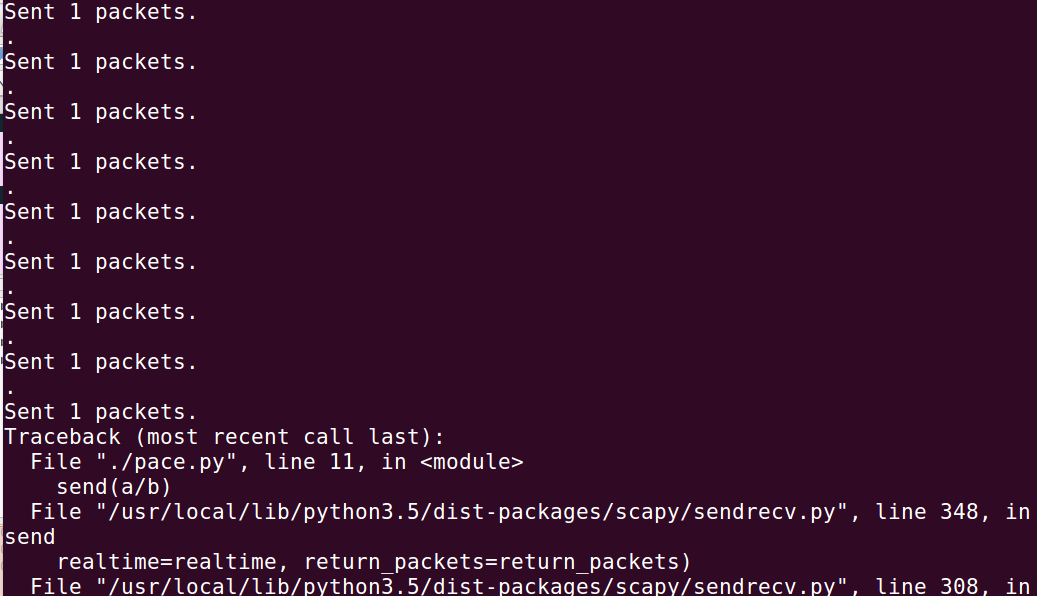 Sent 1 packets.
.
Sent 1 packets.
.
Sent 1 packets.
.
Sent 1 packets.
.
Sent 1 packets.
.
Sent 1 packets.
.
Sent 1 packets.
.
Sent 1 packets.
.
Sent 1 packets.
Traceback (most recent call last):
  File "./pace.py", line 11, in <module>
    send(a/b)
  File "/usr/local/lib/python3.5/dist-packages/scapy/sendrecv.py", line 348, in
send
    realtime=realtime, return_packets=return_packets)
  File "/usr/local/lib/python3.5/dist-packages/scapy/sendrecv.py", line 308, in